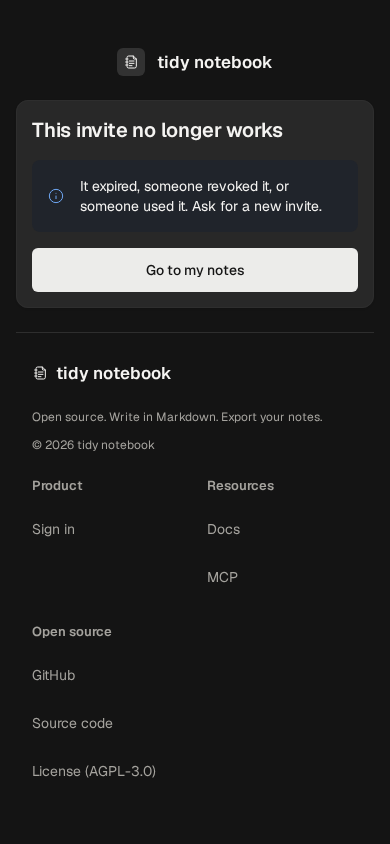 tidy notebook
This invite no longer works
It expired, someone revoked it, or
someone used it. Ask for a new invite.
Go to my notes
tidy notebook
Open source. Write in Markdown. Export your notes.
© 2026 tidy notebook
Product
Sign in
Resources
Docs
MCP
Open source
GitHub
Source code
License (AGPL-3.0)